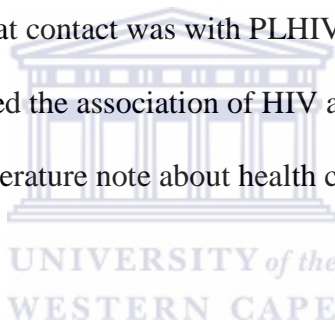 at contact was with PLHIV
ed the association of HIV a
erature note about health c
UNIVERSITY of the
WESTERN CAPE